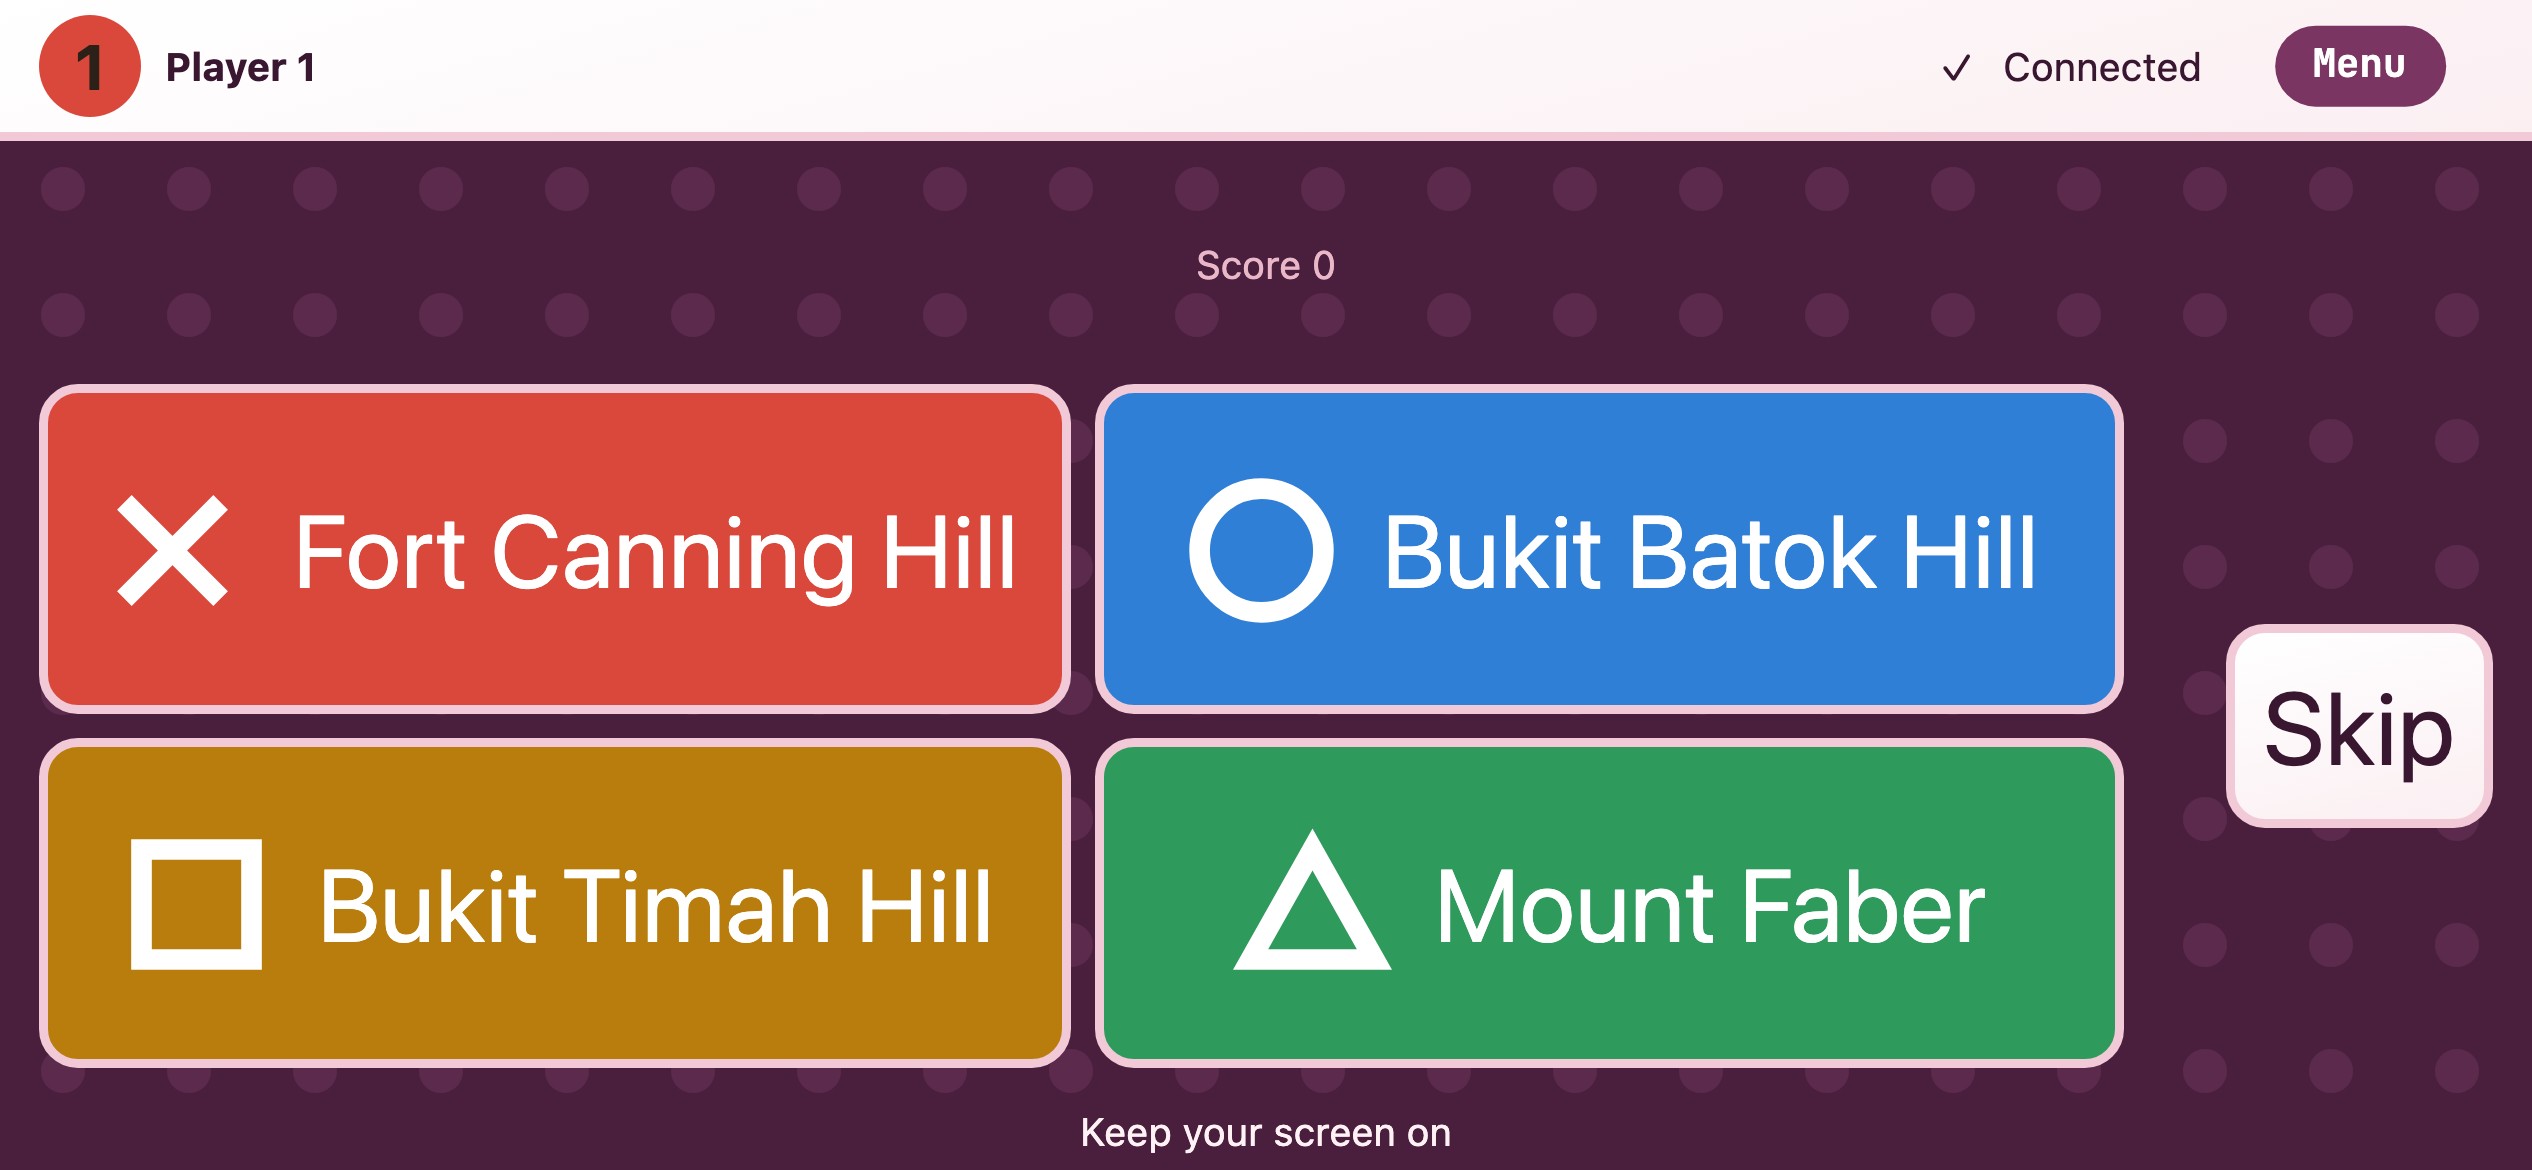 1 Player 1
✓ Connected
Menu
Score 0
Fort Canning Hill
Bukit Batok Hill
Bukit Timah Hill
Mount Faber
Skip
Keep your screen on